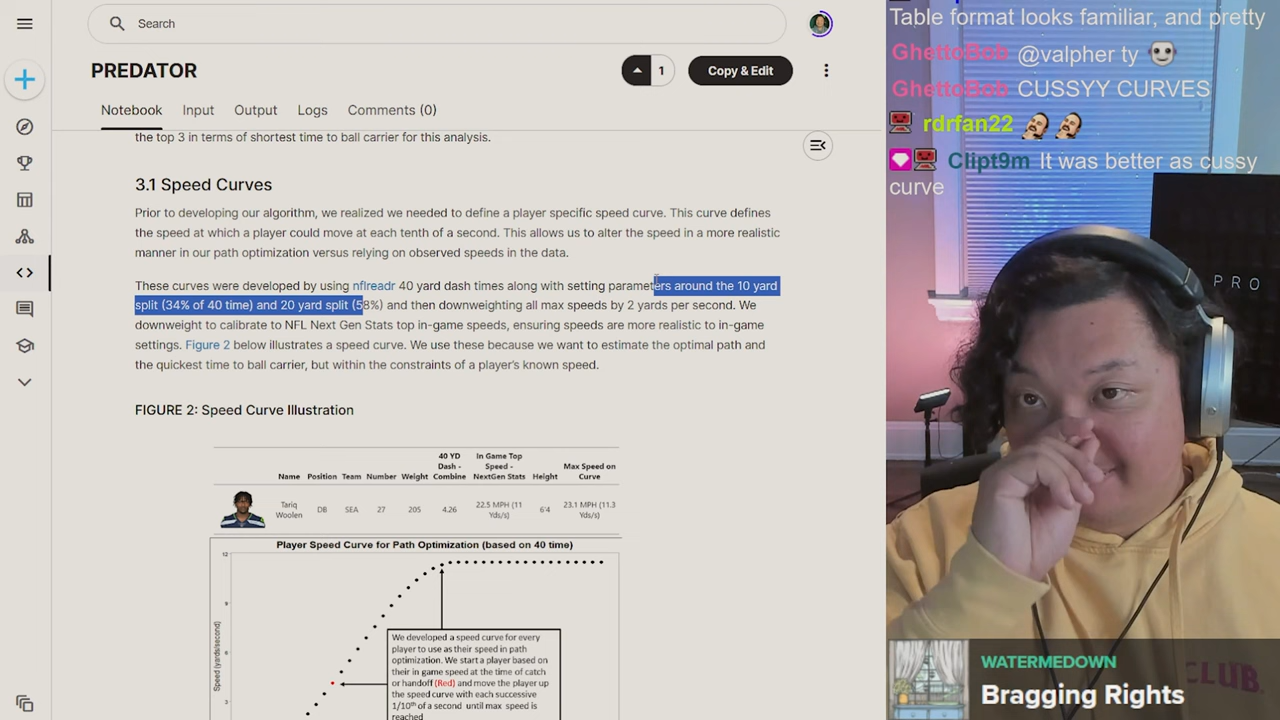 Search
PREDATOR
1
Copy & Edit
Notebook
Input
Output
Logs
Comments (0)
the top 3 in terms of shortest time to ball carrier for this analysis.
3.1 Speed Curves
Prior to developing our algorithm, we realized we needed to define a player specific speed curve. This curve defines
the speed at which a player could move at each tenth of a second. This allows us to alter the speed in a more realistic
manner in our path optimization versus relying on observed speeds in the data.
These curves were developed by using nflreadr 40 yard dash times along with setting parameters around the 10 yard
split (34% of 40 time) and 20 yard split (58%) and then downweighting all max speeds by 2 yards per second. We
downweight to calibrate to NFL Next Gen Stats top in-game speeds, ensuring speeds are more realistic to in-game
settings. Figure 2 below illustrates a speed curve. We use these because we want to estimate the optimal path and
the quickest time to ball carrier, but within the constraints of a player's known speed.
FIGURE 2: Speed Curve Illustration
Name Position Team Number Weight 40 YD Dash - Combine In Game Top Speed - NextGen Stats Height Max Speed on Curve
Tariq Woolen DB SEA 27 205 4.26 22.5 MPH (11 Yds/s) 6'4 23.1 MPH (11.3 Yds/s)
Player Speed Curve for Path Optimization (based on 40 time)
12
9
6
3
Speed (yards/second)
We developed a speed curve for every
player to use as their speed in path
optimization. We start a player based on
their in game speed at the time of catch
or handoff (Red) and move the player up
the speed curve with each successive
1/10th of a second until max speed is
reached
Table format looks familiar, and pretty
GhettoBob @valpher ty
GhettoBob CUSSYY CURVES
rdrfan22
Clipt9m It was better as cussy
curve
PRO
CLUB.
WATERMEDOWN
Bragging Rights